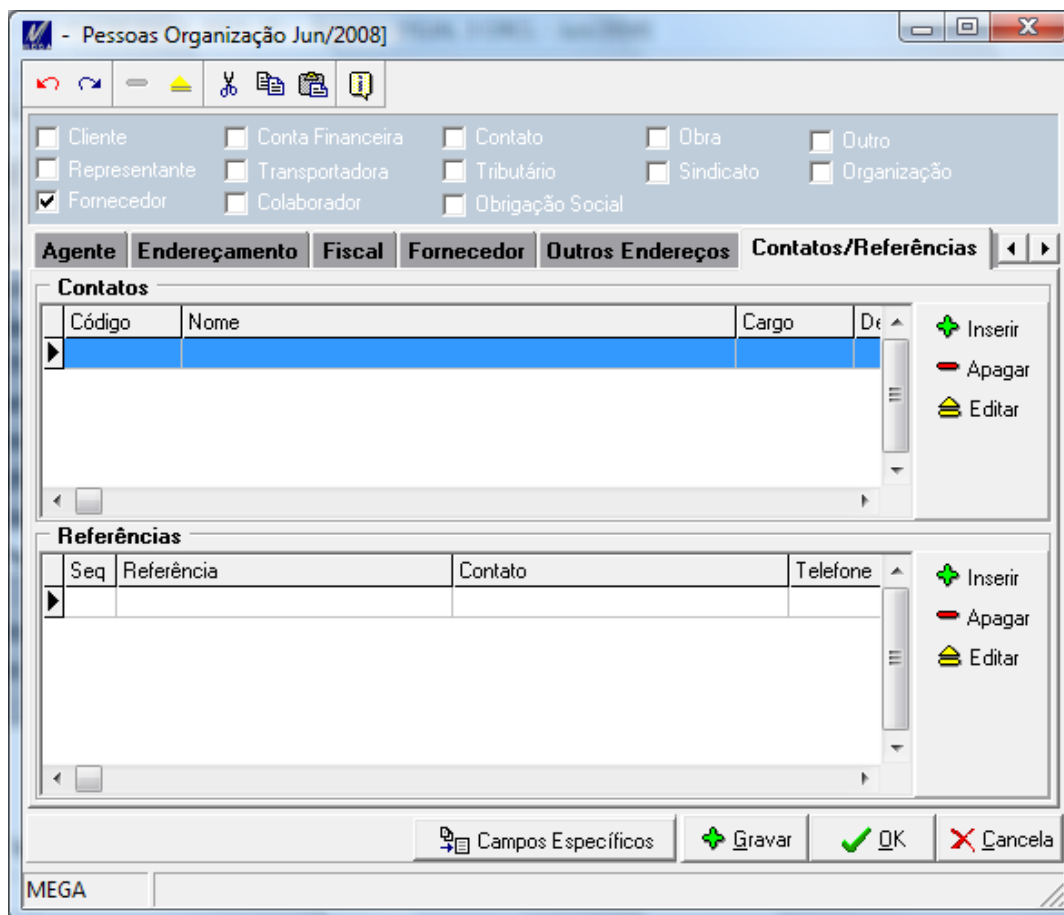 - Pessoas Organização Jun/2008]
Cliente Conta Financeira Contato Obra Outro
Representante Transportadora Tributário Sindicato Organização
Fornecedor Colaborador Obrigação Social
Agente Endereçamento Fiscal Fornecedor Outros Endereços Contatos/Referências
Contatos
Código Nome Cargo De
Inserir
Apagar
Editar
Referências
Seq Referência Contato Telefone
Inserir
Apagar
Editar
Campos Específicos Gravar OK Cancela
MEGA